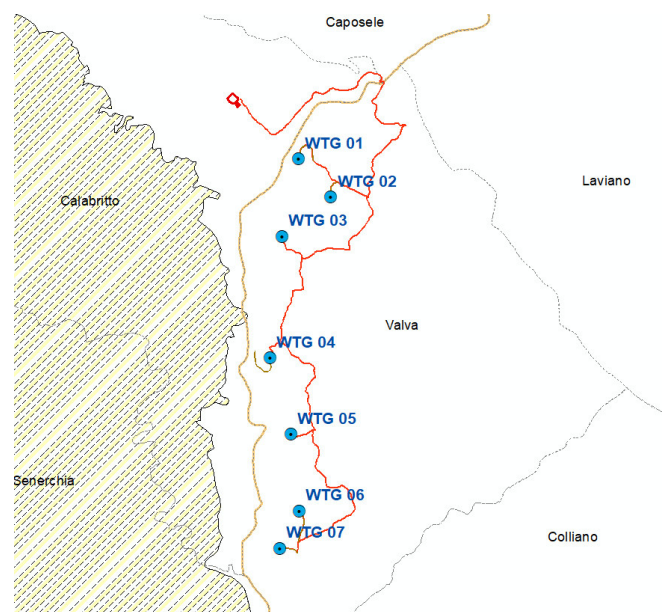 Caposele
WTG 01
WTG 02
Laviano
Calabritto
WTG 03
Valva
WTG 04
WTG 05
Senerchia
WTG 06
Colliano
WTG 07